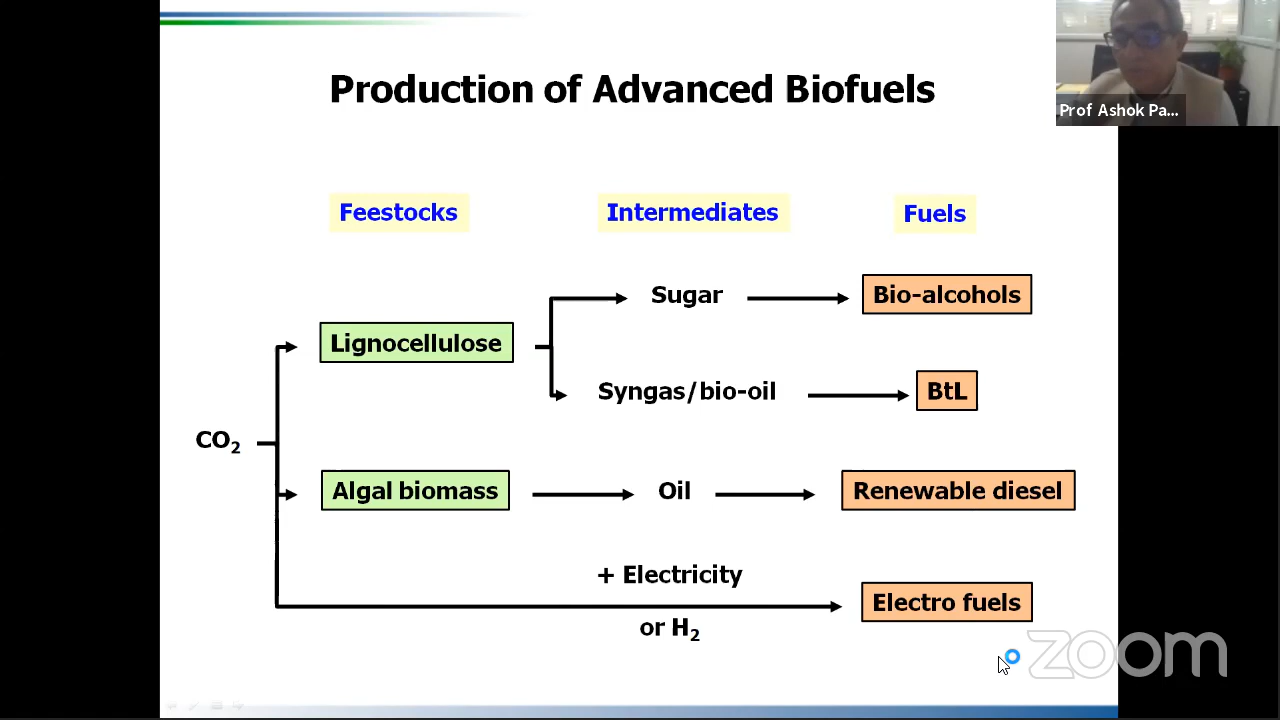 Production of Advanced Biofuels
Prof Ashok Pa...
Feestocks
Intermediates
Fuels
Sugar
Bio-alcohols
Lignocellulose
Syngas/bio-oil
BtL
CO₂
Algal biomass
Oil
Renewable diesel
+ Electricity
Electro fuels
or H₂
zoom